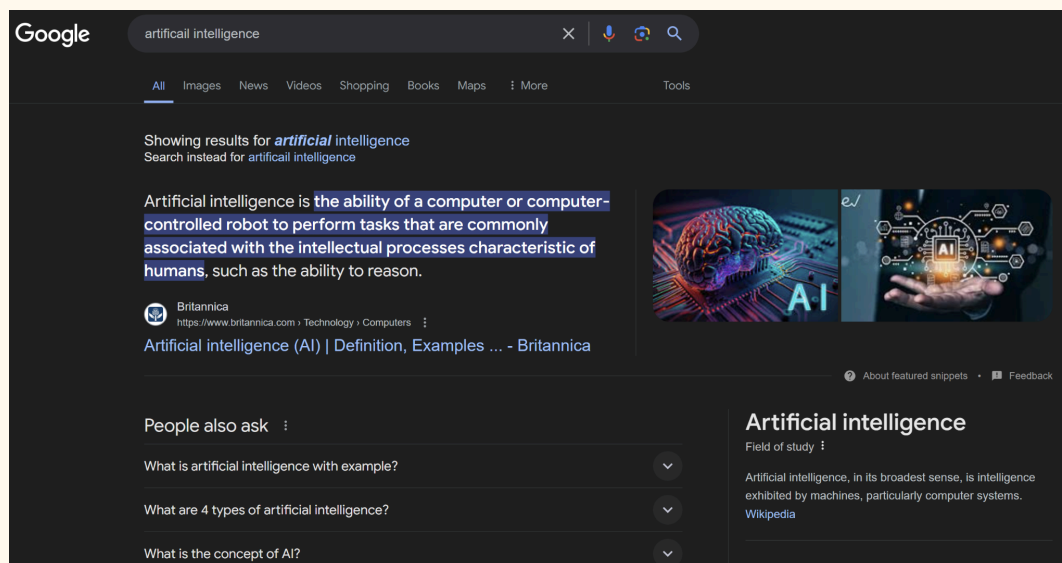 Google
artificail intelligence
All Images News Videos Shopping Books Maps More Tools
Showing results for artificial intelligence
Search instead for artificail intelligence
Artificial intelligence is the ability of a computer or computer-
controlled robot to perform tasks that are commonly
associated with the intellectual processes characteristic of
humans, such as the ability to reason.
AI
AI
Britannica
https://www.britannica.com › Technology › Computers
Artificial intelligence (AI) | Definition, Examples ... - Britannica
About featured snippets • Feedback
People also ask
What is artificial intelligence with example?
What are 4 types of artificial intelligence?
What is the concept of AI?
Artificial intelligence
Field of study
Artificial intelligence, in its broadest sense, is intelligence
exhibited by machines, particularly computer systems.
Wikipedia